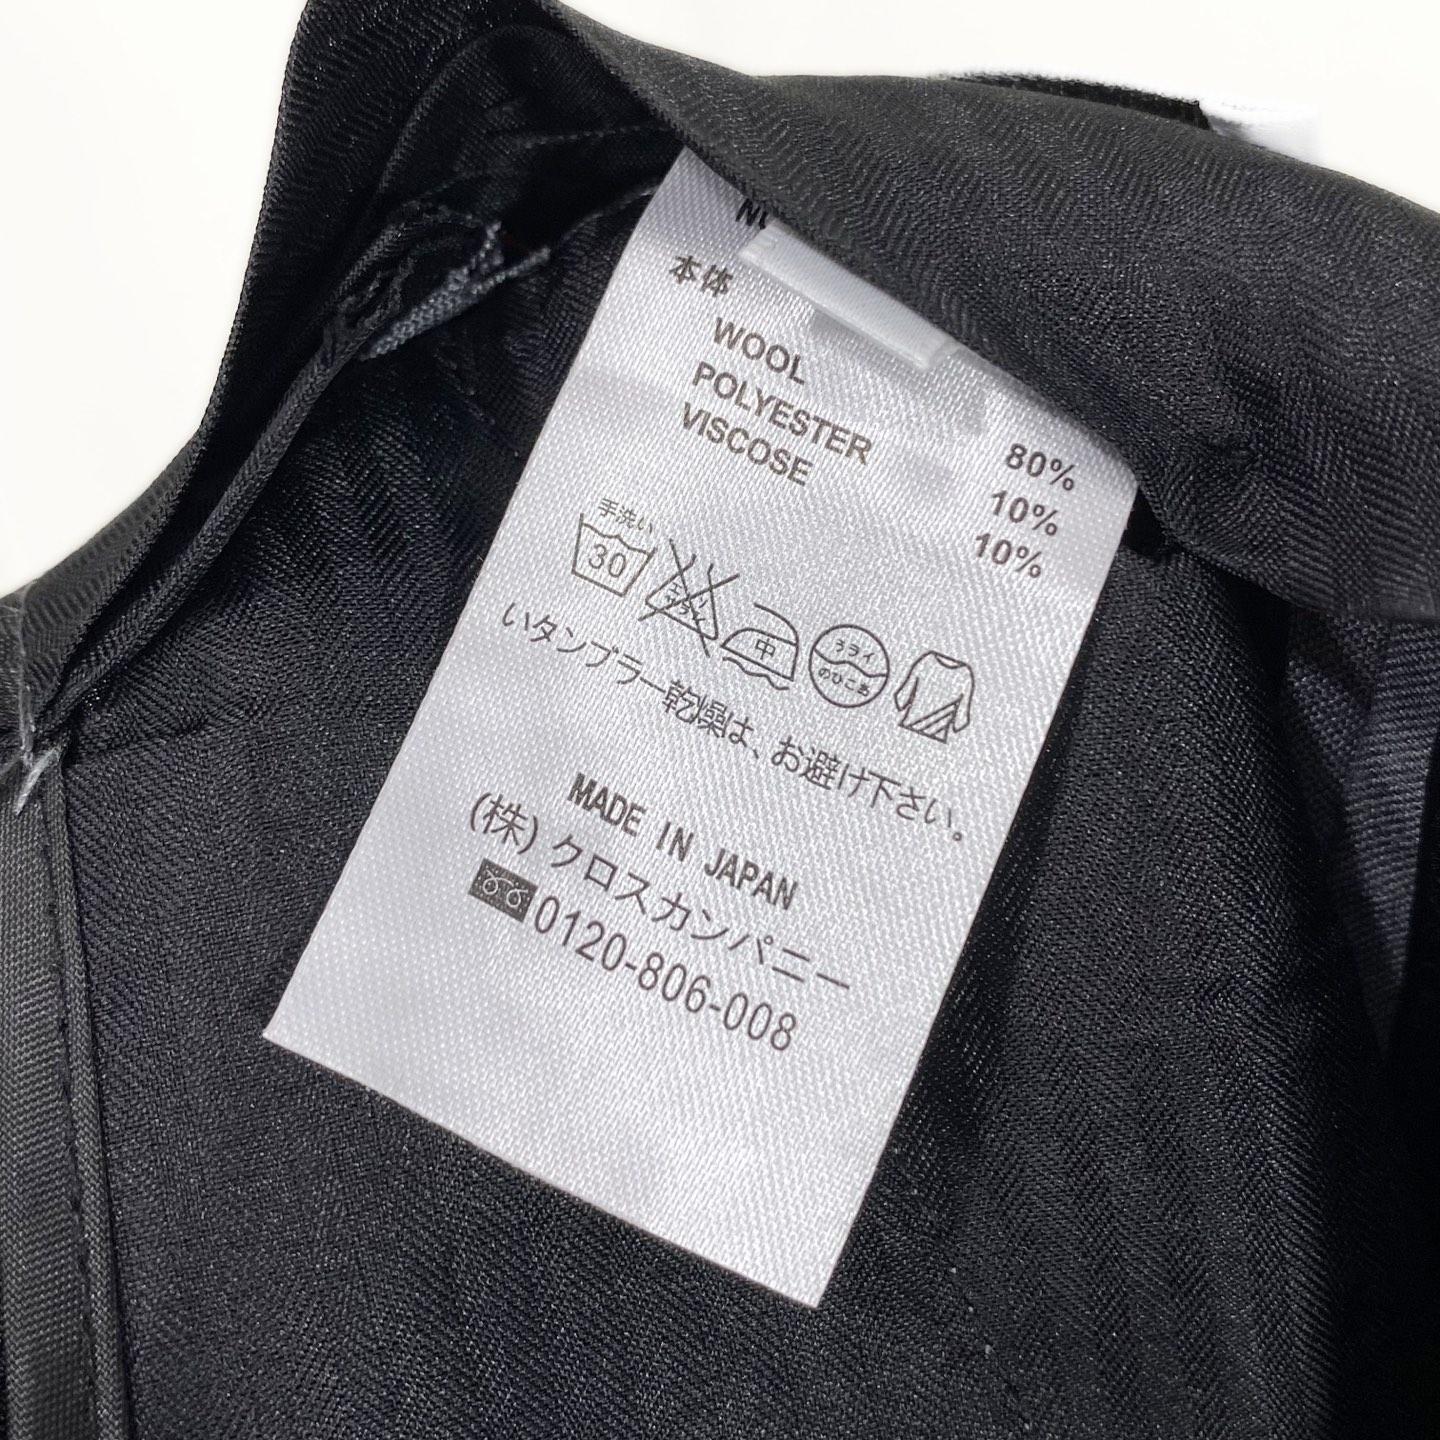 本体
WOOL 80%
POLYESTER 10%
VISCOSE 10%
手洗い
30
中
いタンブラー乾燥は、お避け下さい。
MADE IN JAPAN
(株)クロスカンパニー
0120-806-008